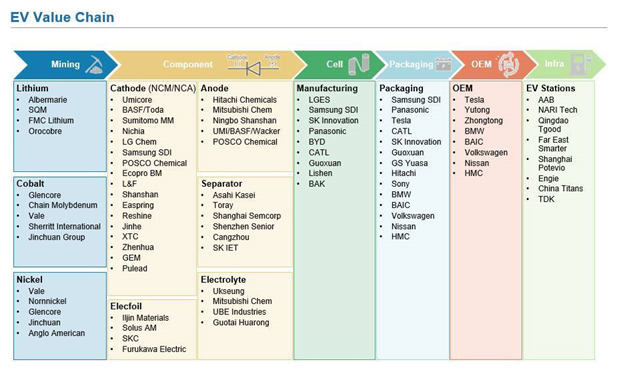 EV Value Chain
Mining
Component
Cathode
Anode
Cell
Packaging
OEM
Infra
Lithium
• Albermarie
• SQM
• FMC Lithium
• Orocobre
Cobalt
• Glencore
• Chain Molybdenum
• Vale
• Sherritt International
• Jinchuan Group
Nickel
• Vale
• Nornnickel
• Glencore
• Jinchuan
• Anglo American
Cathode (NCM/NCA)
• Umicore
• BASF/Toda
• Sumitomo MM
• Nichia
• LG Chem
• Samsung SDI
• POSCO Chemical
• Ecopro BM
• L&F
• Shanshan
• Easpring
• Reshine
• Jinhe
• XTC
• Zhenhua
• GEM
• Pulead
Elecfoil
• Iljin Materials
• Solus AM
• SKC
• Furukawa Electric
Anode
• Hitachi Chemicals
• Mitsubishi Chem
• Ningbo Shanshan
• UMI/BASF/Wacker
• POSCO Chemical
Separator
• Asahi Kasei
• Toray
• Shanghai Semcorp
• Shenzhen Senior
• Cangzhou
• SK IET
Electrolyte
• Ukseung
• Mitsubishi Chem
• UBE Industries
• Guotai Huarong
Manufacturing
• LGES
• Samsung SDI
• SK Innovation
• Panasonic
• BYD
• CATL
• Guoxuan
• Lishen
• BAK
Packaging
• Samsung SDI
• Panasonic
• Tesla
• CATL
• SK Innovation
• Guoxuan
• GS Yuasa
• Hitachi
• Sony
• BMW
• BAIC
• Volkswagen
• Nissan
• HMC
OEM
• Tesla
• Yutong
• Zhongtong
• BMW
• BAIC
• Volkswagen
• Nissan
• HMC
EV Stations
• AAB
• NARI Tech
• Qingdao
Tgood
• Far East
Smarter
• Shanghai
Potevio
• Engie
• China Titans
• TDK